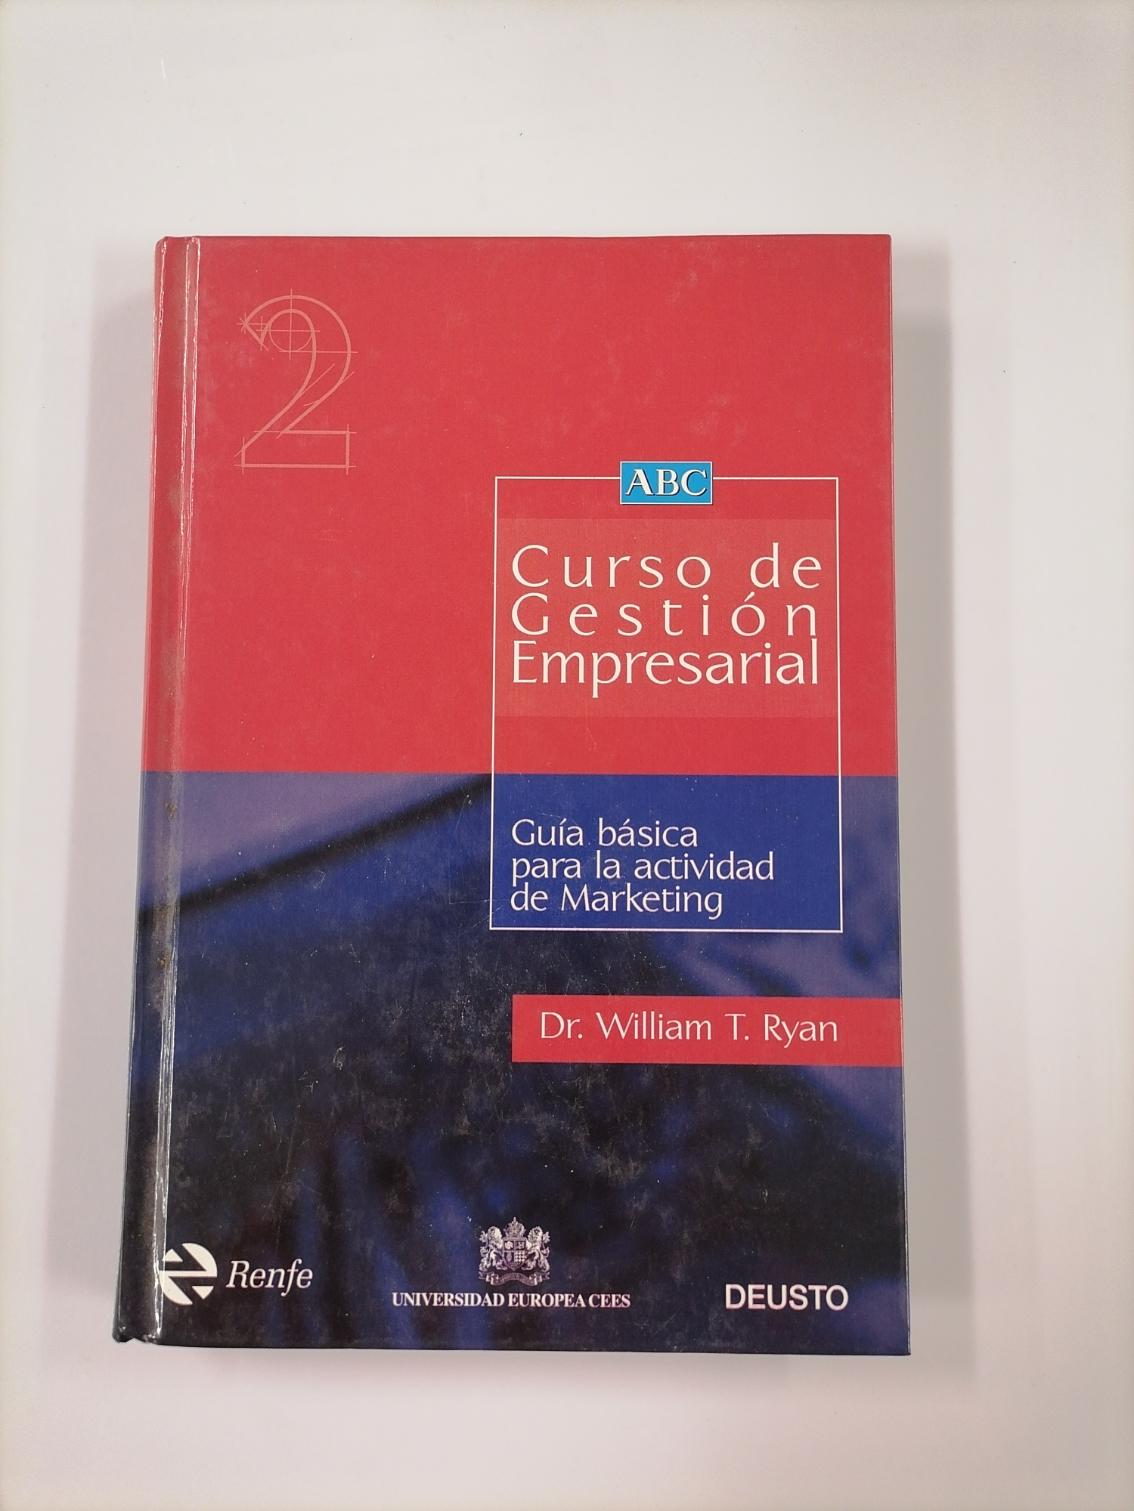 2
ABC
Curso de
Gestión
Empresarial
Guía básica
para la actividad
de Marketing
Dr. William T. Ryan
Renfe
UNIVERSIDAD EUROPEA CEES
DEUSTO